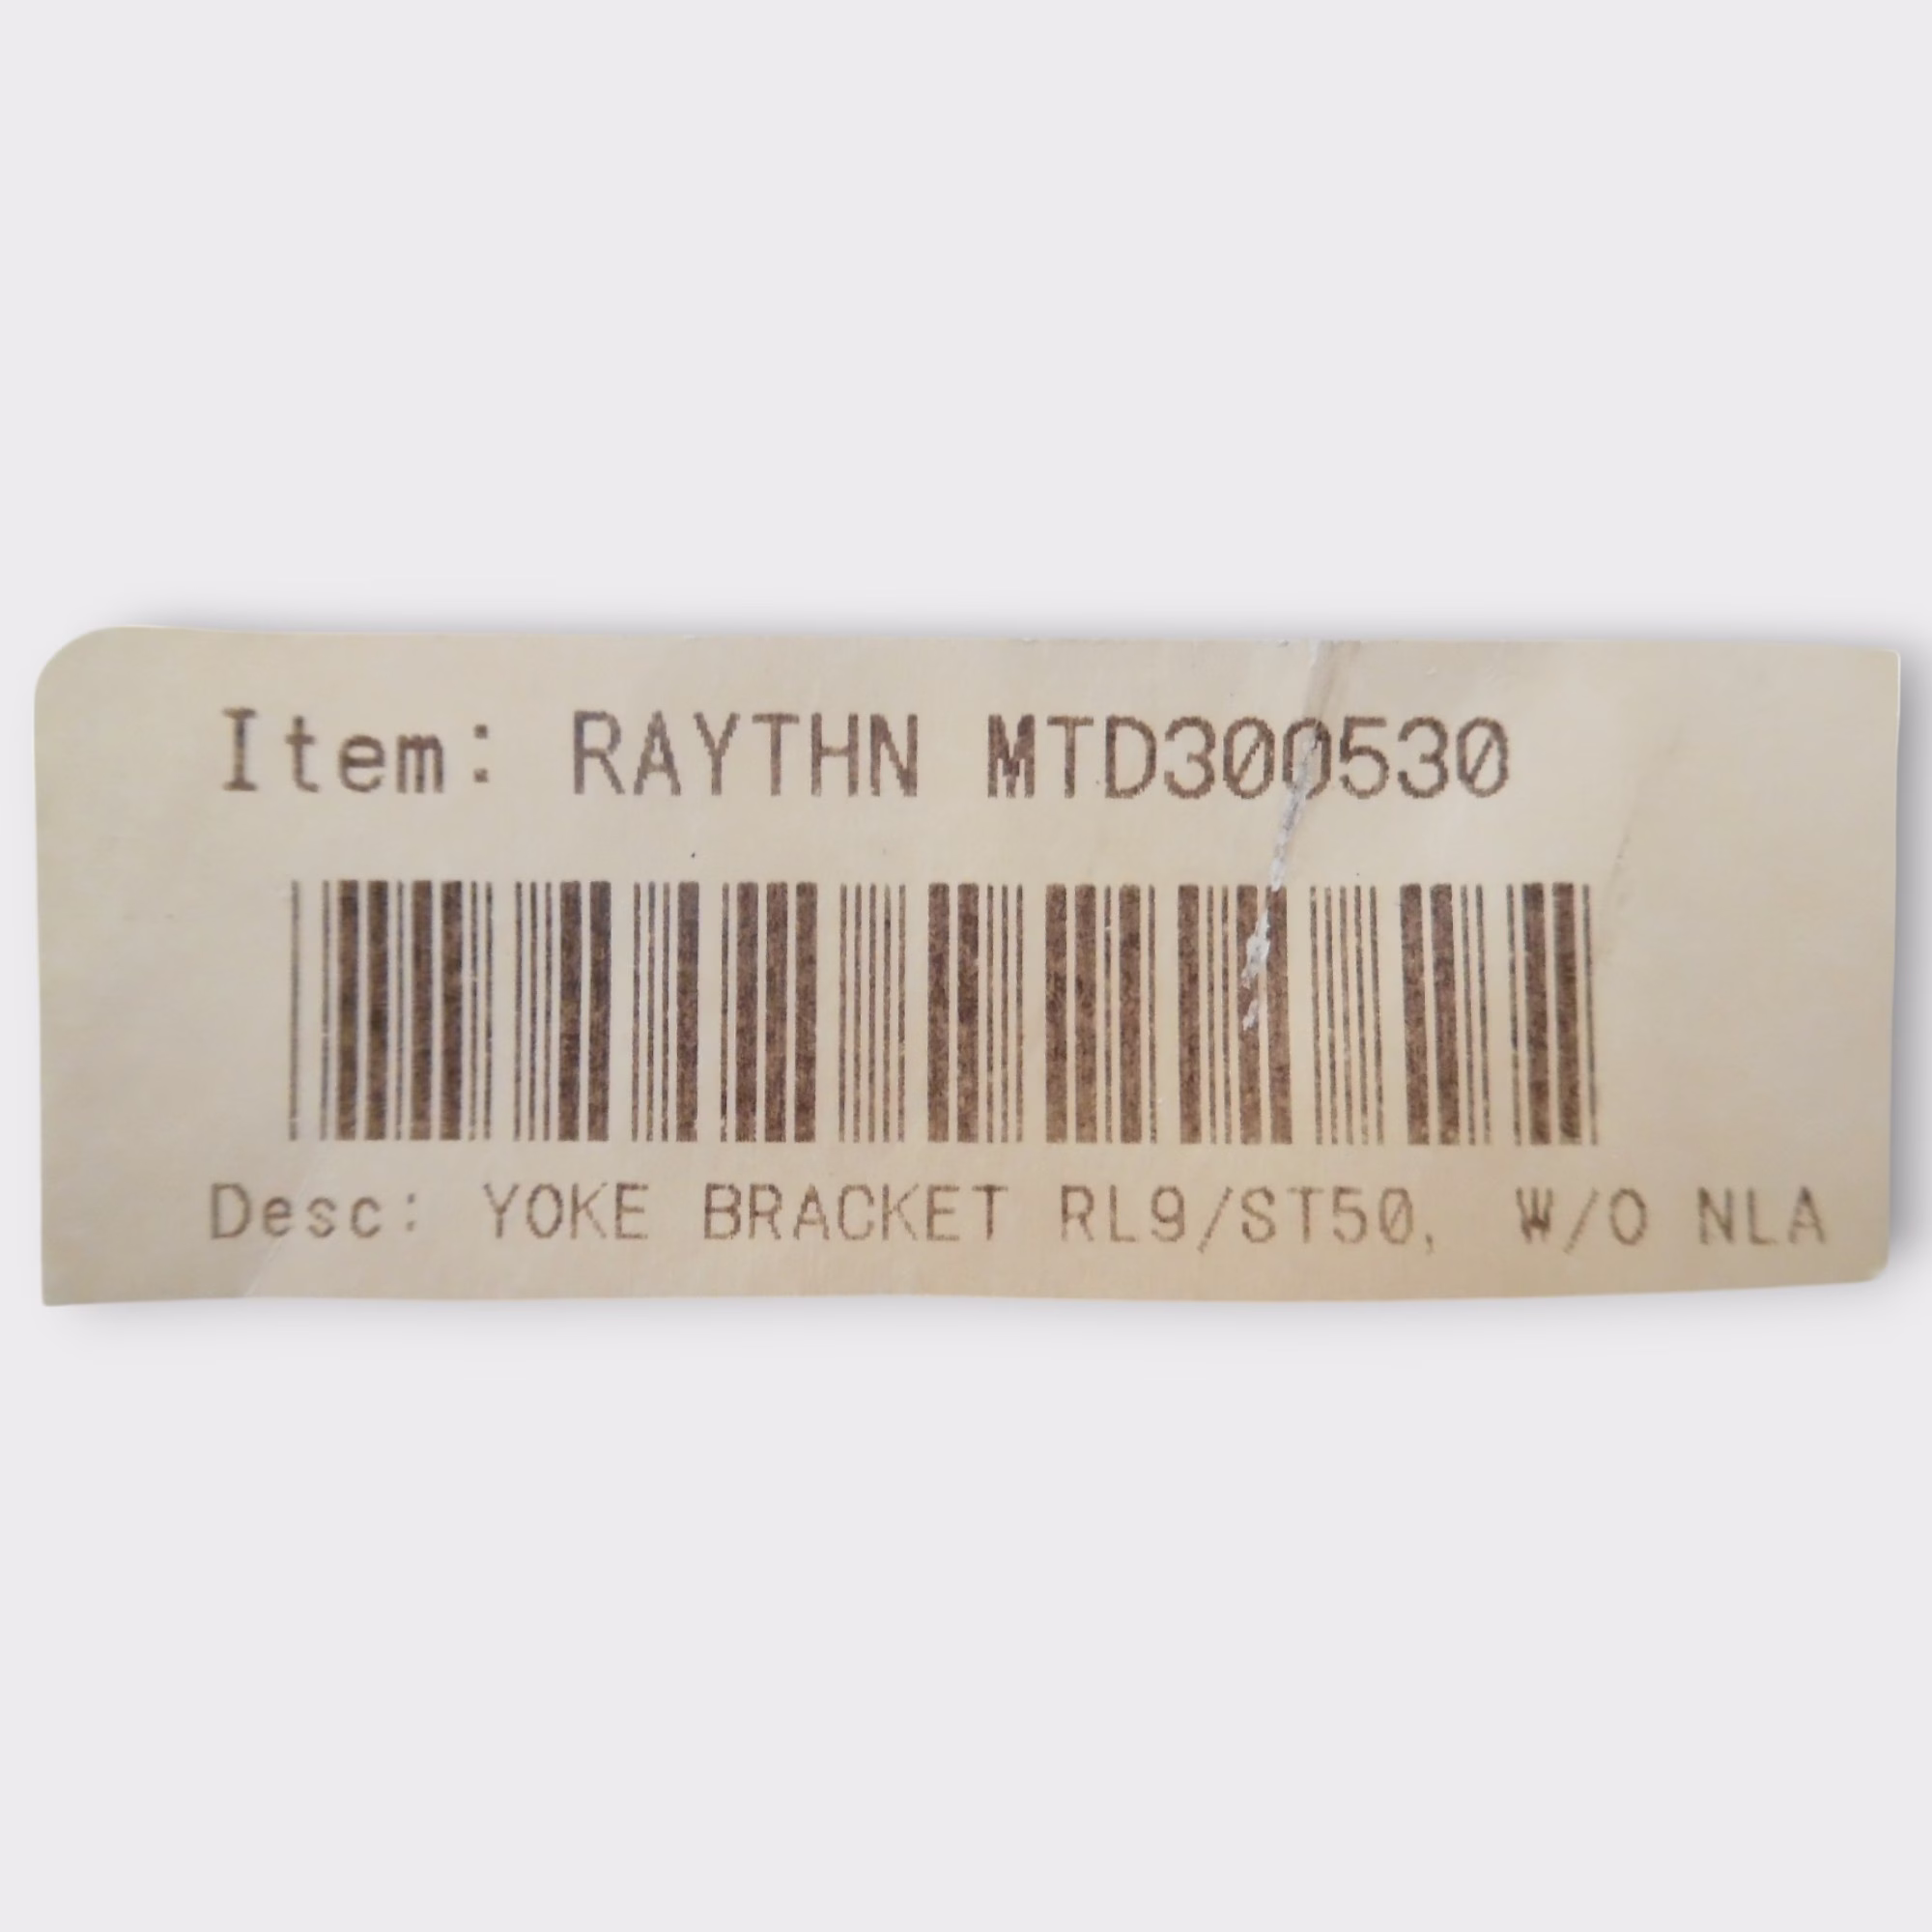 Item: RAYTHN MTD300530
Desc: YOKE BRACKET RL9/ST50, W/O NLA